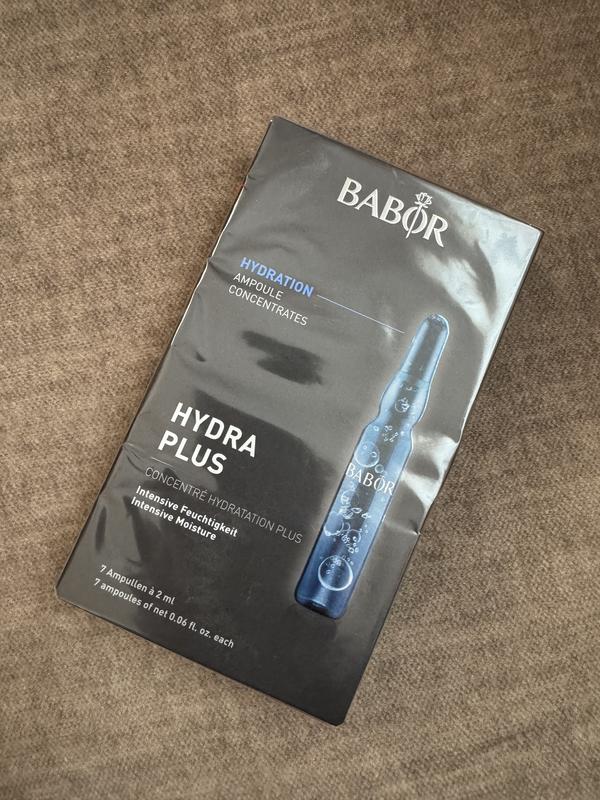 BABOR
HYDRATION
AMPOULE
CONCENTRATES
BABOR
HYDRA
PLUS
CONCENTRÉ HYDRATATION PLUS
Intensive Feuchtigkeit
Intensive Moisture
7 Ampullen à 2 ml
7 ampoules of net 0.06 fl. oz. each